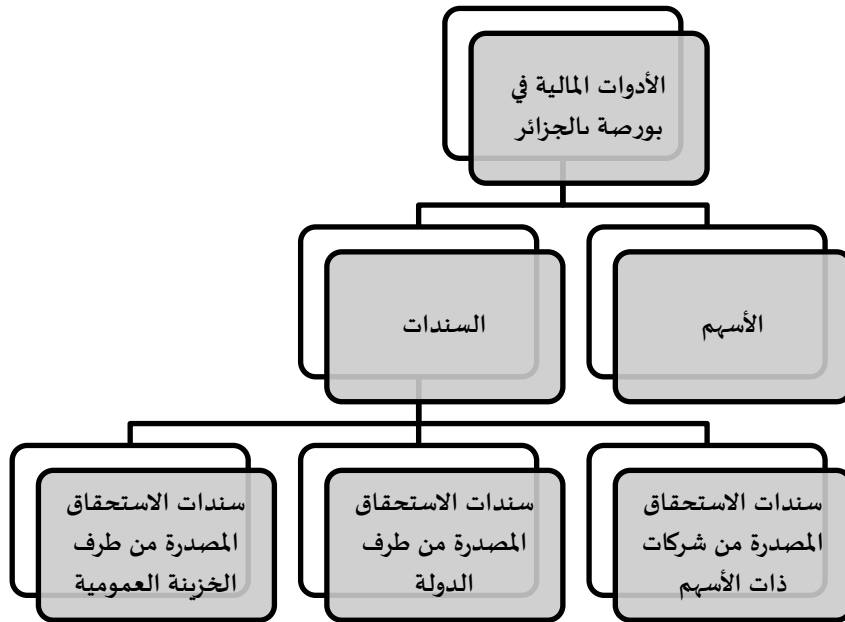 الأدوات المالية في
بورصة بالجزائر
الأسهم
السندات
سندات الاستحقاق
المصدرة من شركات
ذات الأسهم
سندات الاستحقاق
المصدرة من طرف
الدولة
سندات الاستحقاق
المصدرة من طرف
الخزينة العمومية